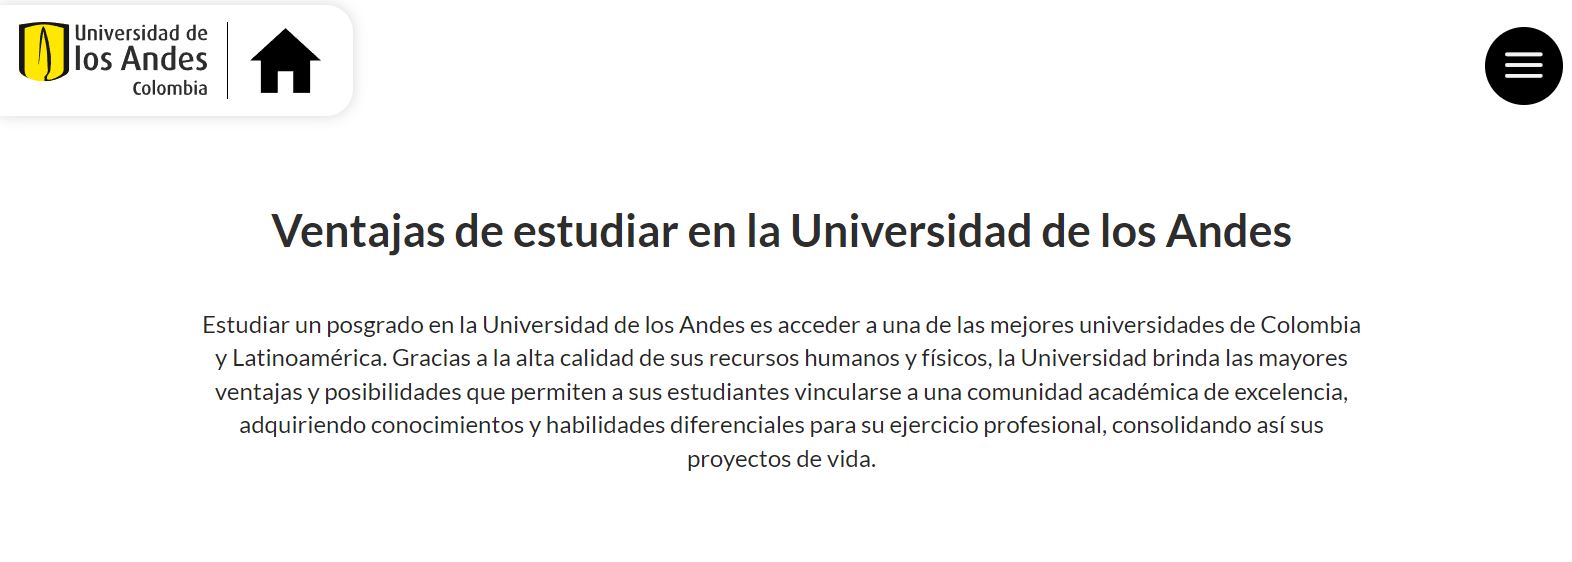 Universidad de
los Andes
Colombia
Ventajas de estudiar en la Universidad de los Andes
Estudiar un posgrado en la Universidad de los Andes es acceder a una de las mejores universidades de Colombia
y Latinoamérica. Gracias a la alta calidad de sus recursos humanos y físicos, la Universidad brinda las mayores
ventajas y posibilidades que permiten a sus estudiantes vincularse a una comunidad académica de excelencia,
adquiriendo conocimientos y habilidades diferenciales para su ejercicio profesional, consolidando así sus
proyectos de vida.